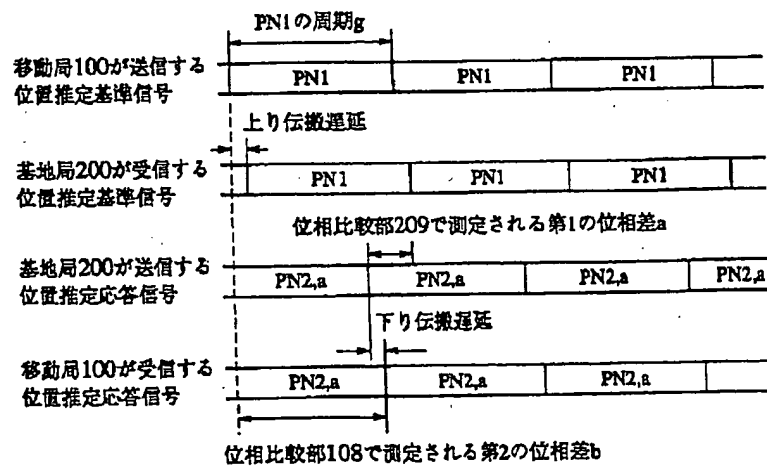 PN1の周期g
移動局100が送信する
位置推定基準信号
PN1 PN1 PN1
上り伝搬遅延
基地局200が受信する
位置推定基準信号
PN1 PN1 PN1
位相比較部209で測定される第1の位相差a
基地局200が送信する
位置推定応答信号
PN2,a PN2,a PN2,a PN2,a
下り伝搬遅延
移動局100が受信する
位置推定応答信号
PN2,a PN2,a PN2,a
位相比較部108で測定される第2の位相差b